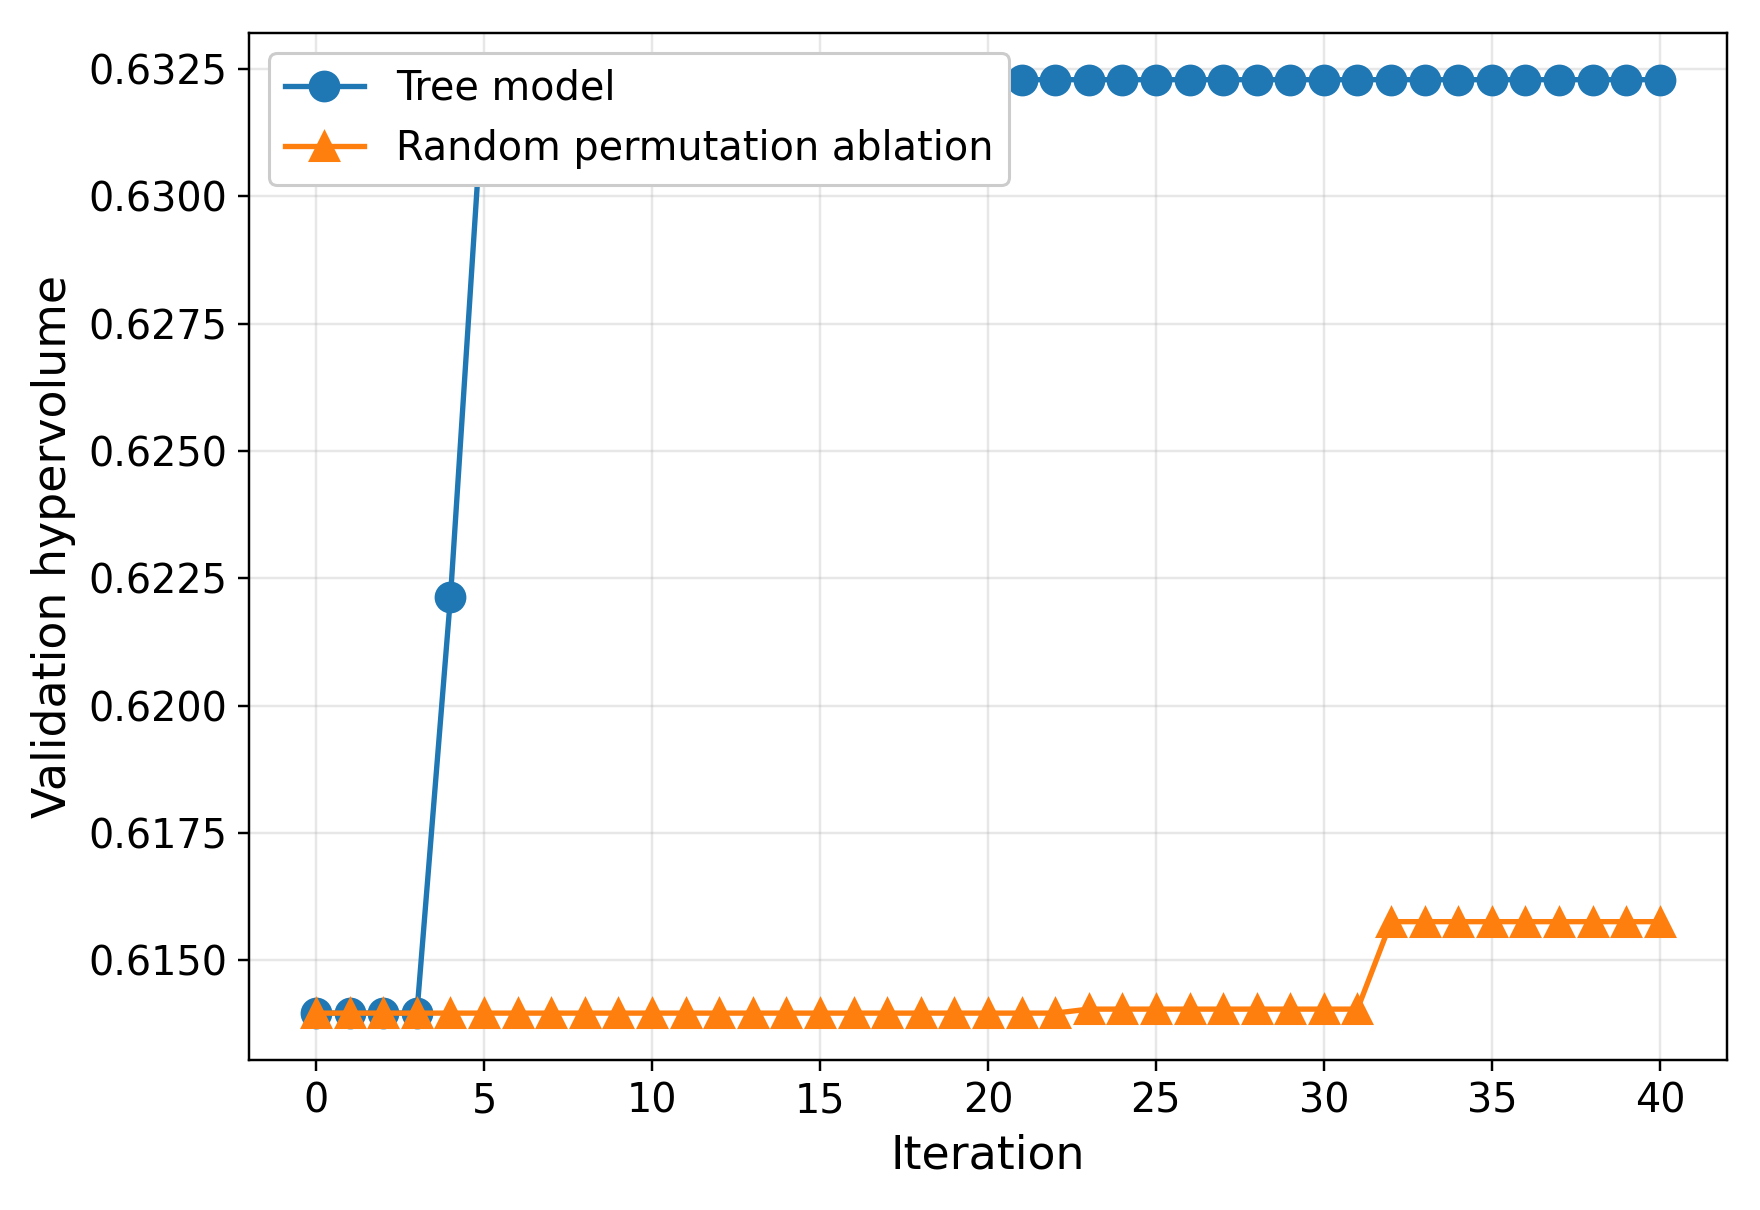 Tree model
Random permutation ablation
0.6325
0.6300
0.6275
0.6250
0.6225
0.6200
0.6175
0.6150
Validation hypervolume
0 5 10 15 20 25 30 35 40
Iteration